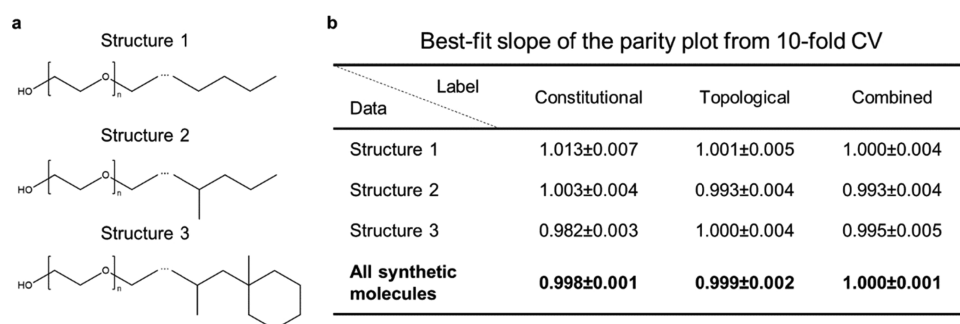 a
Structure 1
HO
O
n
...
Structure 2
HO
O
n
...
Structure 3
HO
O
n
...
b
Best-fit slope of the parity plot from 10-fold CV
Label
Data
Constitutional
Topological
Combined
Structure 1 1.013±0.007 1.001±0.005 1.000±0.004
Structure 2 1.003±0.004 0.993±0.004 0.993±0.004
Structure 3 0.982±0.003 1.000±0.004 0.995±0.005
All synthetic
molecules 0.998±0.001 0.999±0.002 1.000±0.001